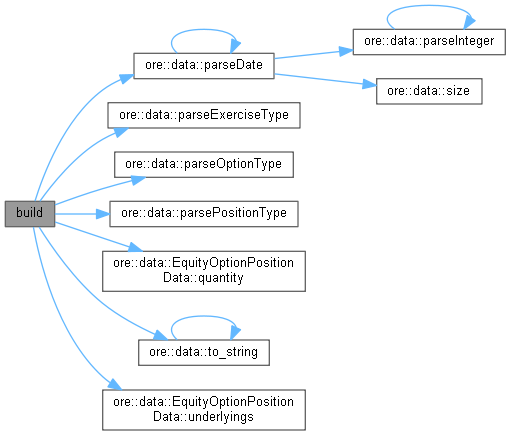 ore::data::parseInteger
ore::data::parseDate
ore::data::size
ore::data::parseExerciseType
ore::data::parseOptionType
build
ore::data::parsePositionType
ore::data::EquityOptionPosition
Data::quantity
ore::data::to_string
ore::data::EquityOptionPosition
Data::underlyings